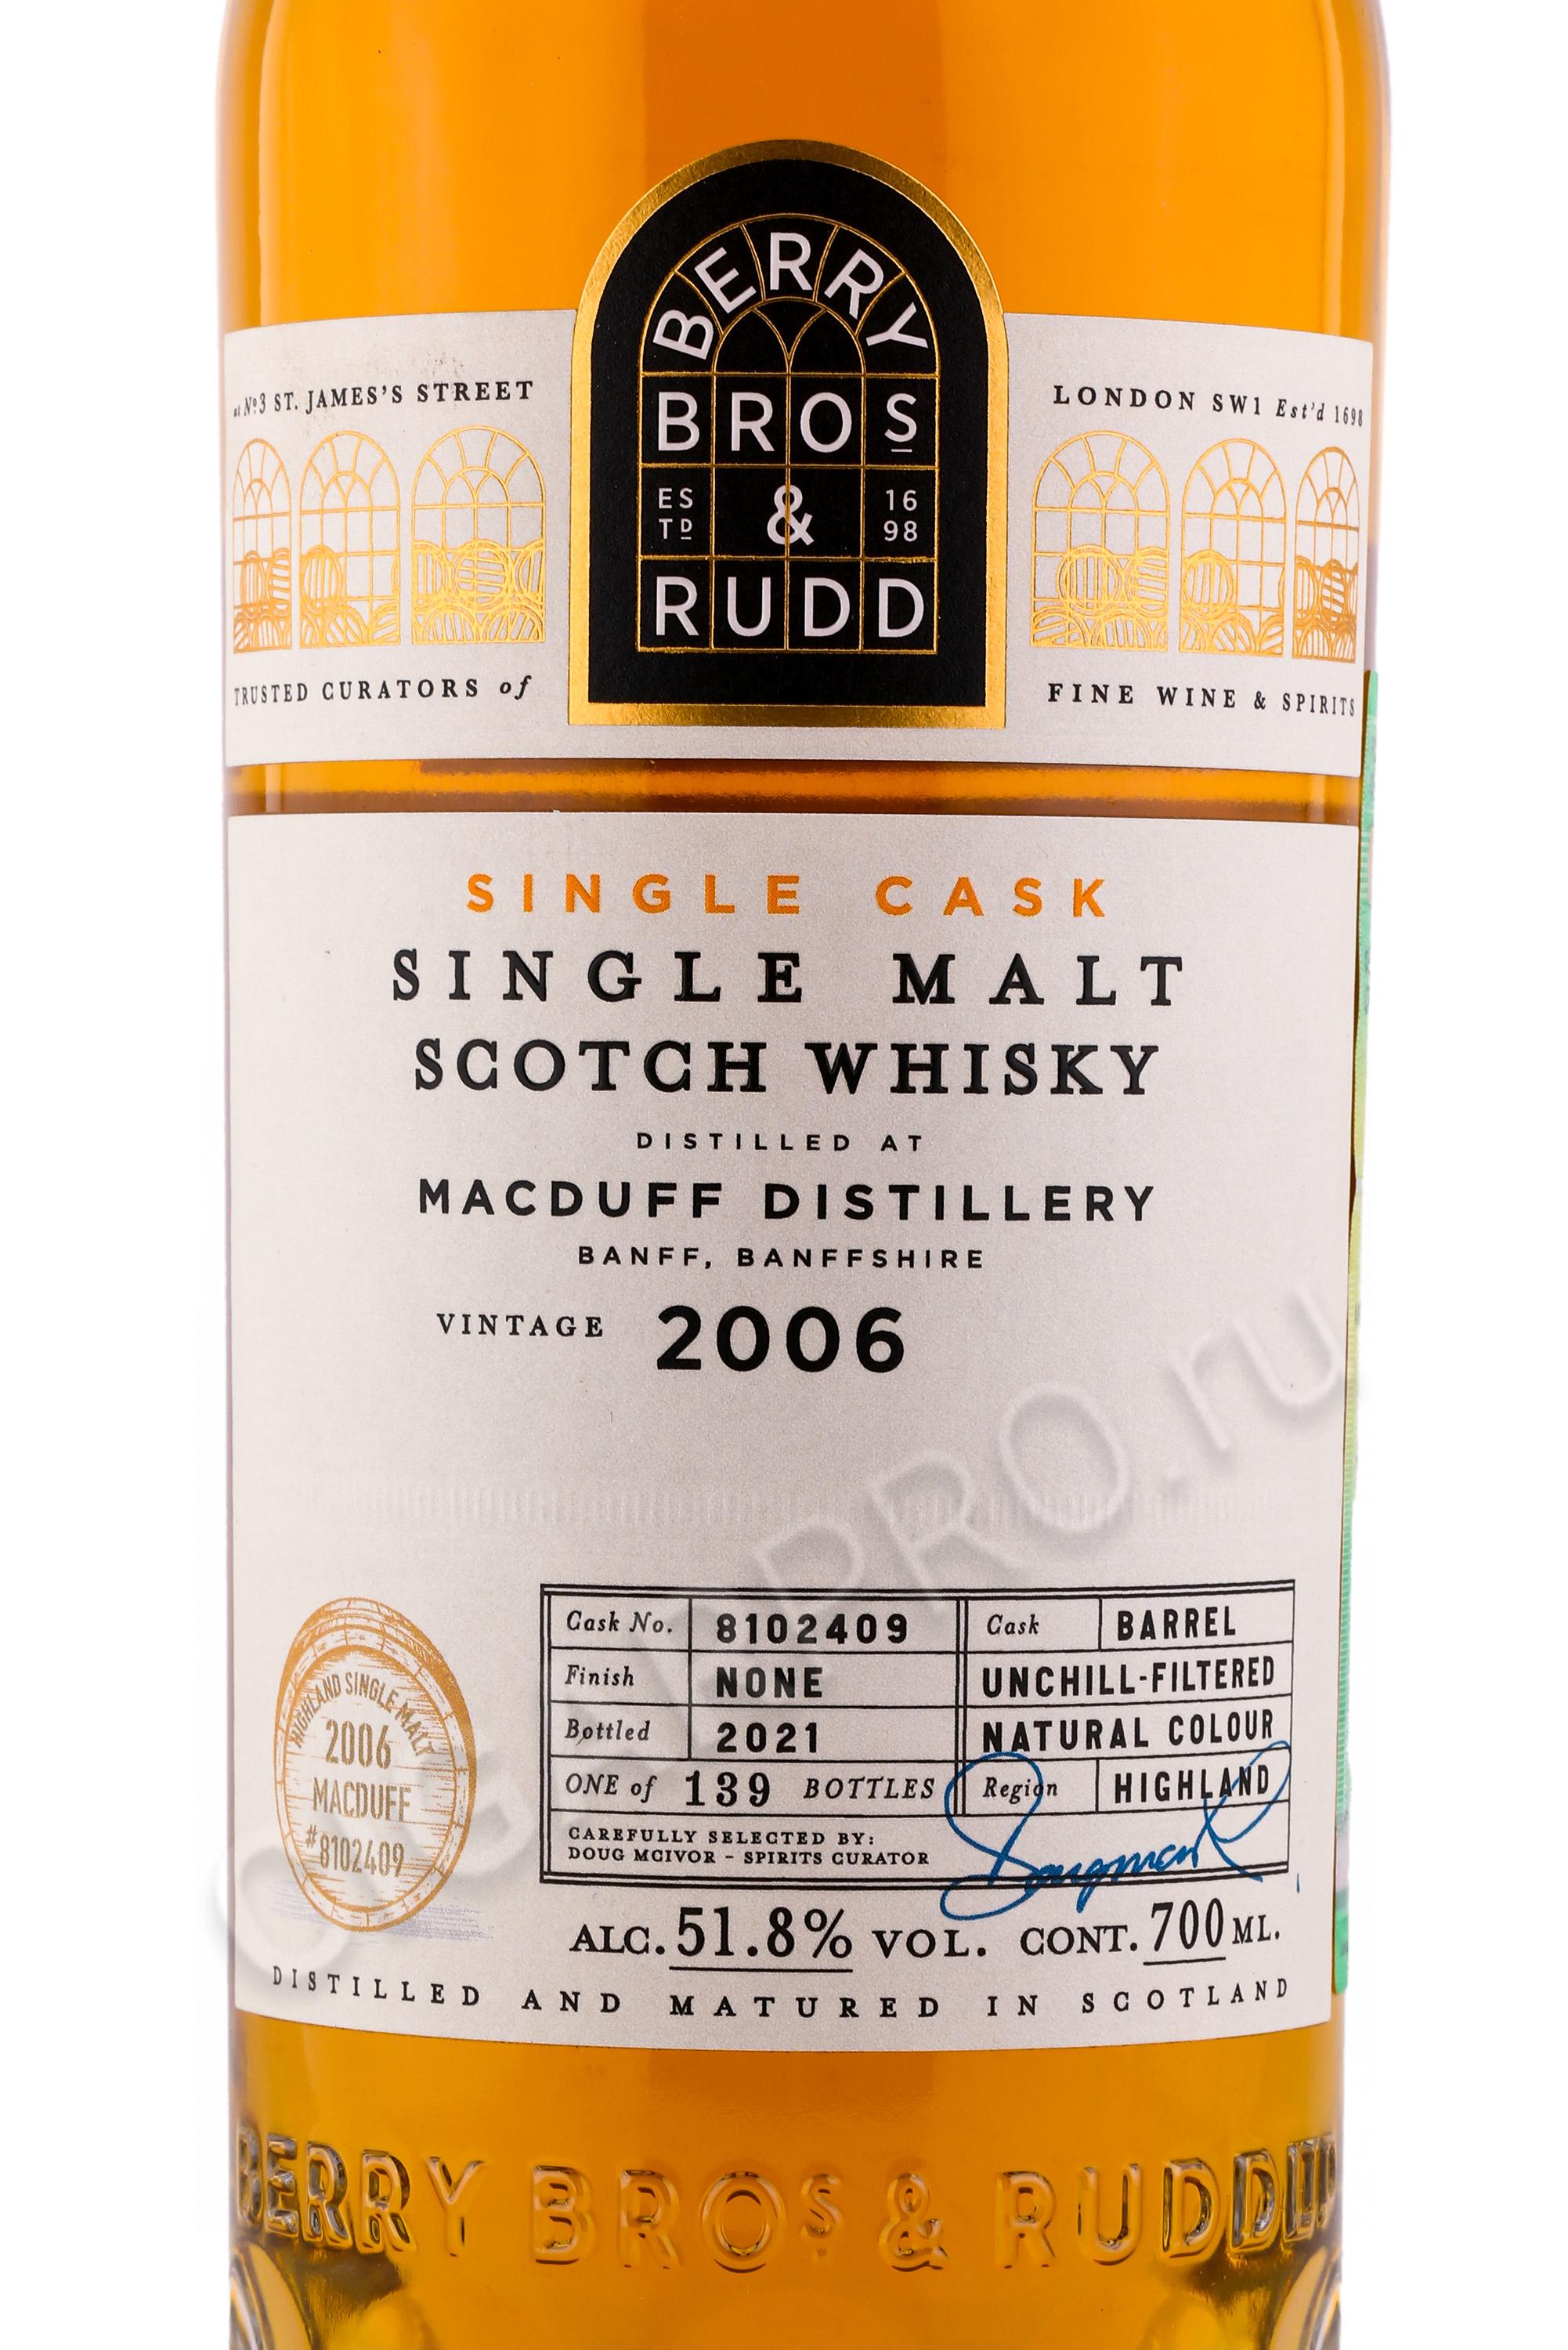 BERRY
BROS
ESTD & 1698
RUDD
at Nº3 ST. JAMES'S STREET
LONDON SW1 Est'd 1698
TRUSTED CURATORS of
FINE WINE & SPIRITS
SINGLE CASK
SINGLE MALT
SCOTCH WHISKY
DISTILLED AT
MACDUFF DISTILLERY
BANFF, BANFFSHIRE
VINTAGE 2006
HIGHLAND SINGLE MALT
2006
MACDUFF
#8102409
Cask No. 8102409 Cask BARREL
Finish NONE UNCHILL-FILTERED
Bottled 2021 NATURAL COLOUR
ONE of 139 BOTTLES Region HIGHLAND
CAREFULLY SELECTED BY:
DOUG MCIVOR - SPIRITS CURATOR
ALC. 51.8% VOL. CONT. 700 ML.
DISTILLED AND MATURED IN SCOTLAND
BERRY BROS & RUDD LTD